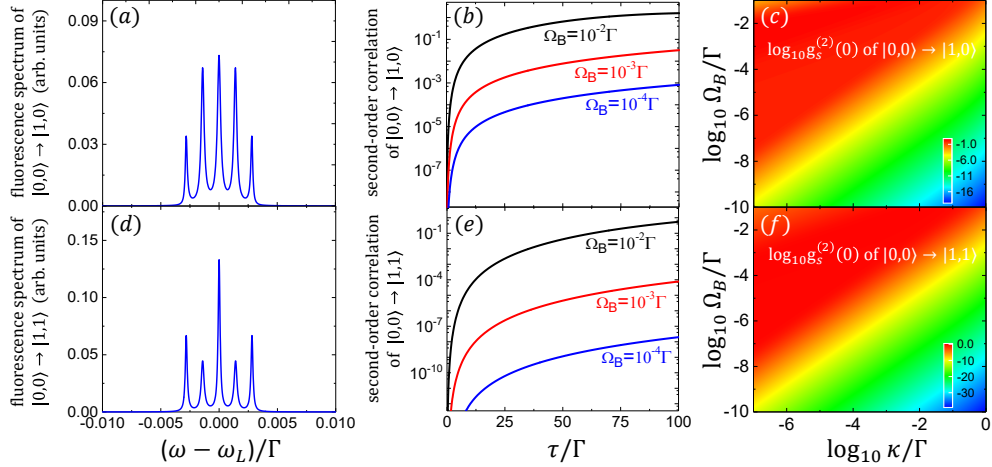 (a)
fluorescence spectrum of
|0,0⟩ → |1,0⟩ (arb. units)
0.09
0.06
0.03
0.00
(b)
second-order correlation
of |0,0⟩ → |1,0⟩
10⁻¹
10⁻³
10⁻⁵
10⁻⁷
Ω_B=10⁻²Γ
Ω_B=10⁻³Γ
Ω_B=10⁻⁴Γ
(c)
log₁₀ Ω_B/Γ
-2
-4
-6
-8
-10
log₁₀g_s^(2)(0) of |0,0⟩ → |1,0⟩
-1.0
-6
-11
-16
(d)
fluorescence spectrum of
|0,0⟩ → |1,1⟩ (arb. units)
0.15
0.10
0.05
0.00
-0.010
-0.005
0.000
0.005
0.010
(ω − ω_L)/Γ
(e)
second-order correlation
of |0,0⟩ → |1,1⟩
10⁻¹
10⁻⁴
10⁻⁷
10⁻¹⁰
Ω_B=10⁻²Γ
Ω_B=10⁻³Γ
Ω_B=10⁻⁴Γ
0
25
50
75
100
τ/Γ
(f)
log₁₀ Ω_B/Γ
-2
-4
-6
-8
-10
log₁₀g_s^(2)(0) of |0,0⟩ → |1,1⟩
0.0
-10
-20
-30
-6
-4
-2
0
log₁₀ κ/Γ